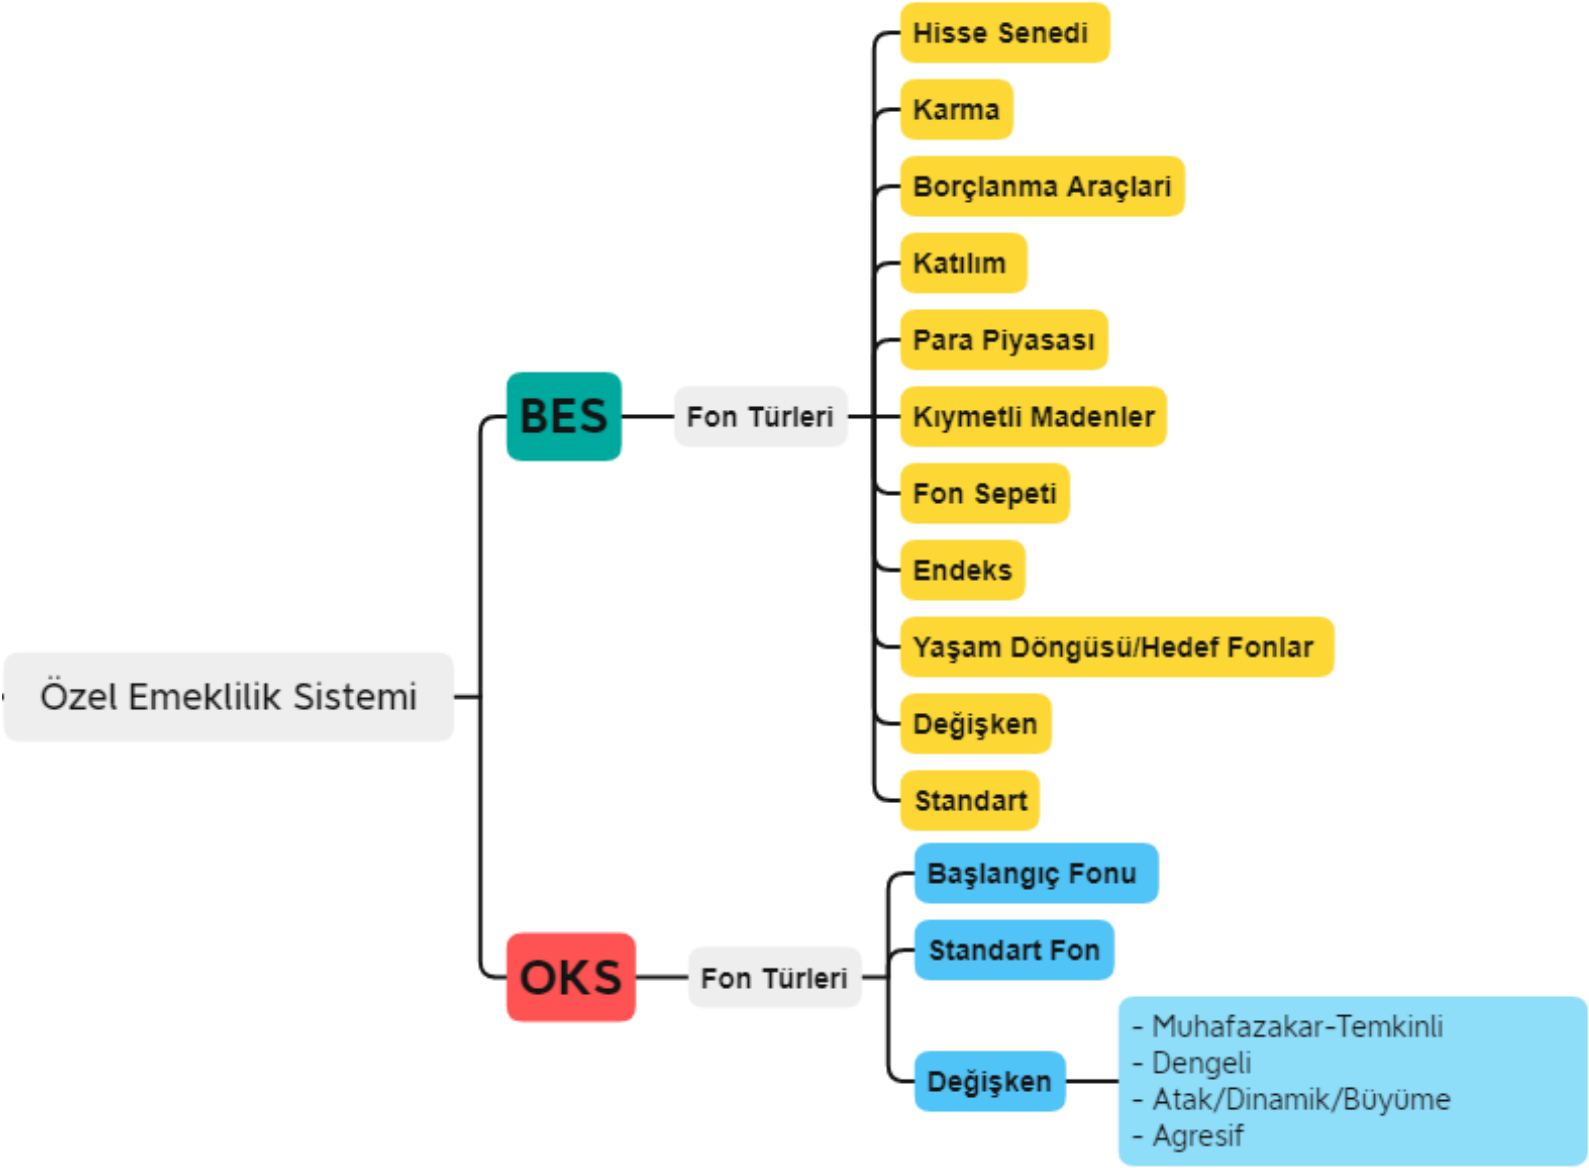 Özel Emeklilik Sistemi
BES
Fon Türleri
Hisse Senedi
Karma
Borçlanma Araçlari
Katılım
Para Piyasası
Kıymetli Madenler
Fon Sepeti
Endeks
Yaşam Döngüsü/Hedef Fonlar
Değişken
Standart
OKS
Fon Türleri
Başlangıç Fonu
Standart Fon
Değişken
- Muhafazakar-Temkinli
- Dengeli
- Atak/Dinamik/Büyüme
- Agresif